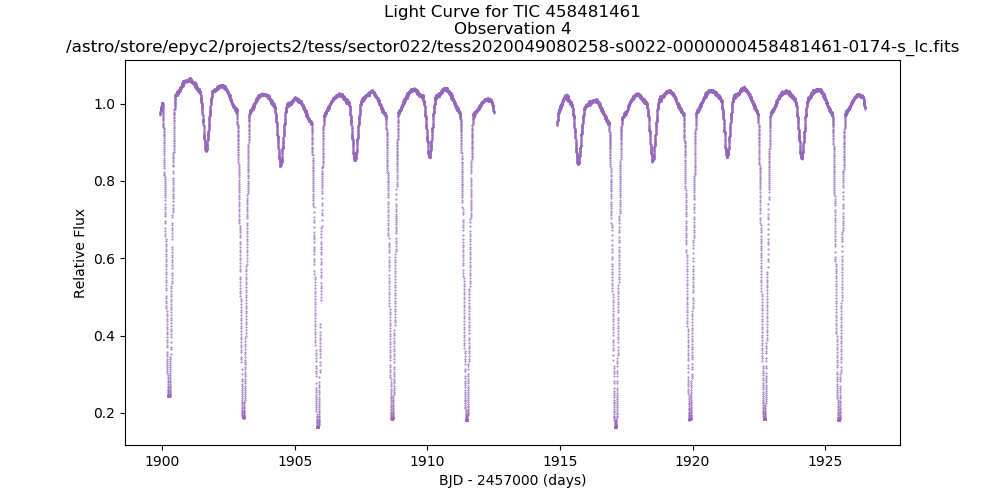 Light Curve for TIC 458481461
Observation 4
/astro/store/epyc2/projects2/tess/sector022/tess2020049080258-s0022-0000000458481461-0174-s_lc.fits
Relative Flux
1.0
0.8
0.6
0.4
0.2
1900
1905
1910
1915
1920
1925
BJD - 2457000 (days)